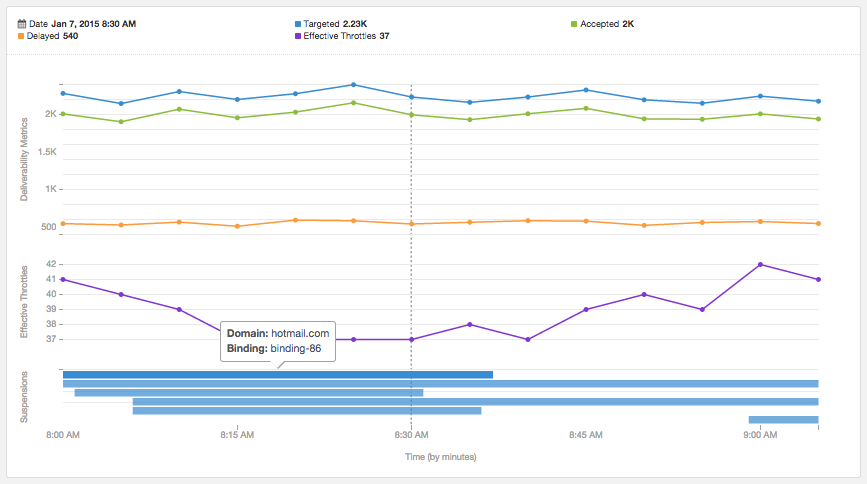 Date Jan 7, 2015 8:30 AM
Targeted 2.23K
Accepted 2K
Delayed 540
Effective Throttles 37
Deliverability Metrics
2K
1.5K
1K
500
Effective Throttles
42
41
40
39
38
37
Domain: hotmail.com
Binding: binding-86
Suspensions
8:00 AM
8:15 AM
8:30 AM
8:45 AM
9:00 AM
Time (by minutes)